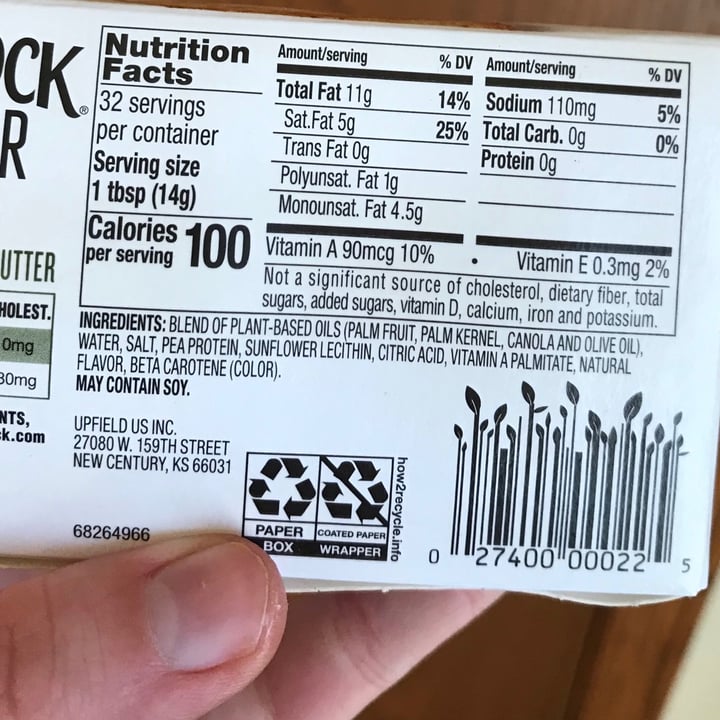 OCK®
R
UTTER
HOLEST.
0mg
30mg
NTS,
k.com
Nutrition
Facts
32 servings
per container
Serving size
1 tbsp (14g)
Calories
per serving 100
Amount/serving % DV
Total Fat 11g 14%
Sat.Fat 5g 25%
Trans Fat 0g
Polyunsat. Fat 1g
Monounsat. Fat 4.5g
Amount/serving % DV
Sodium 110mg 5%
Total Carb. 0g 0%
Protein 0g
Vitamin A 90mcg 10% • Vitamin E 0.3mg 2%
Not a significant source of cholesterol, dietary fiber, total
sugars, added sugars, vitamin D, calcium, iron and potassium.
INGREDIENTS: BLEND OF PLANT-BASED OILS (PALM FRUIT, PALM KERNEL, CANOLA AND OLIVE OIL),
WATER, SALT, PEA PROTEIN, SUNFLOWER LECITHIN, CITRIC ACID, VITAMIN A PALMITATE, NATURAL
FLAVOR, BETA CAROTENE (COLOR).
MAY CONTAIN SOY.
UPFIELD US INC.
27080 W. 159TH STREET
NEW CENTURY, KS 66031
68264966
PAPER
BOX
COATED PAPER
WRAPPER
how2recycle.info
0 27400 00022 5